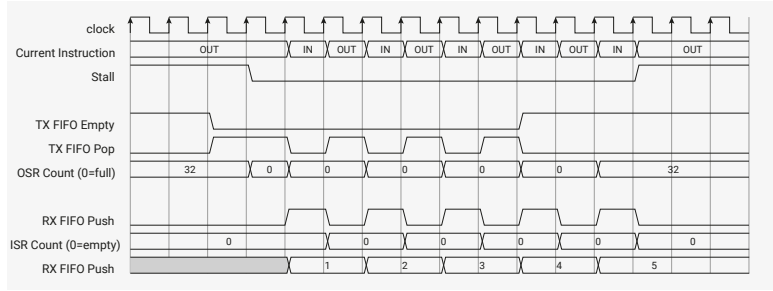 clock
Current Instruction OUT IN OUT IN OUT IN OUT IN OUT IN OUT
Stall
TX FIFO Empty
TX FIFO Pop
OSR Count (0=full) 32 0 0 0 0 0 32
RX FIFO Push
ISR Count (0=empty) 0 0 0 0 0 0
RX FIFO Push 1 2 3 4 5